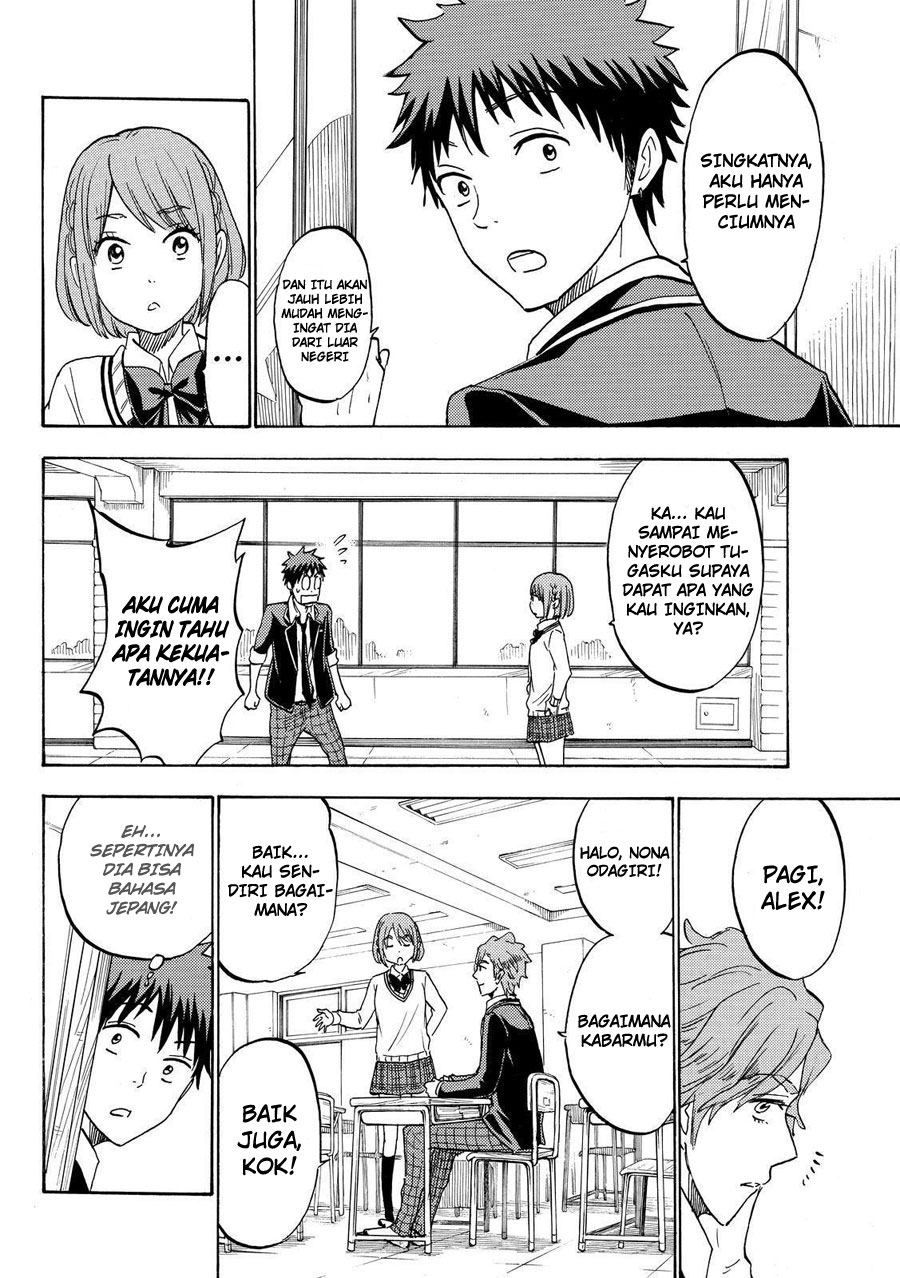 SINGKATNYA,
AKU HANYA
PERLU MEN-
CIUMNYA
DAN ITU AKAN
JAUH LEBIH
MUDAH MENG-
INGAT DIA
DARI LUAR
NEGERI
...
KA... KAU
SAMPAI ME-
NYEROBOT TU-
GASKU SUPAYA
DAPAT APA YANG
KAU INGINKAN,
YA?
AKU CUMA
INGIN TAHU
APA KEKUA-
TANNYA!!
PAGI,
ALEX!
HALO, NONA
ODAGIRI!
BAGAIMANA
KABARMU?
BAIK...
KAU SEN-
DIRI BAGAI-
MANA?
BAIK
JUGA,
KOK!
EH...
SEPERTINYA
DIA BISA
BAHASA
JEPANG!